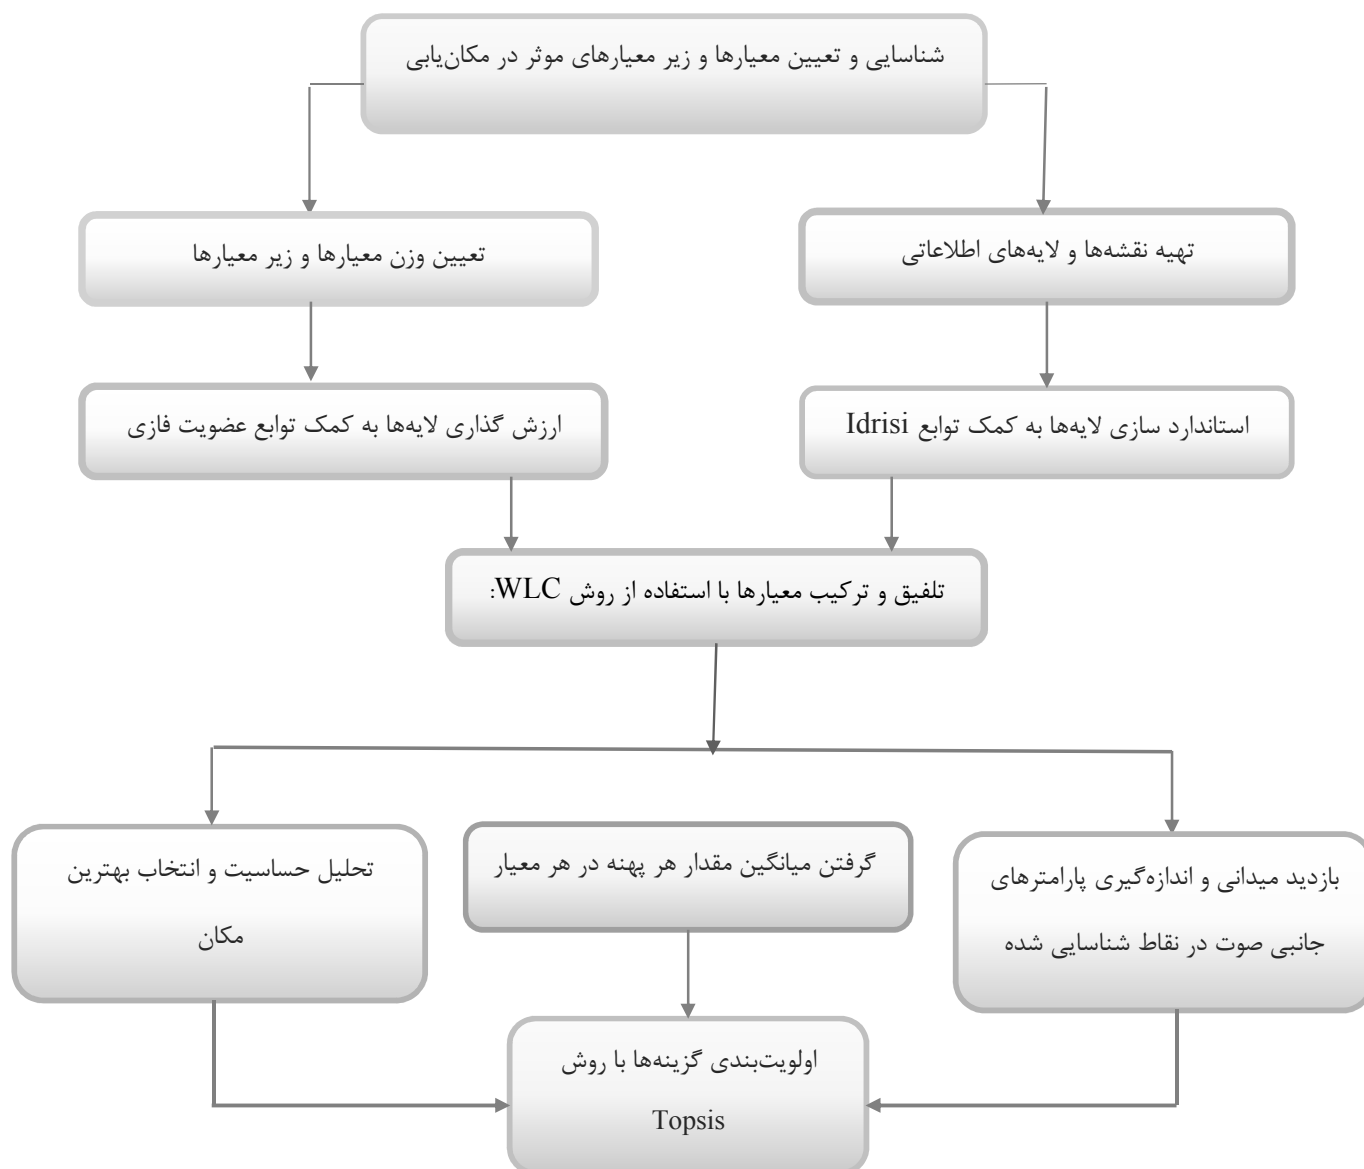 شناسایی و تعیین معیارها و زیر معیارهای موثر در مکان‌یابی
تهیه نقشه‌ها و لایه‌های اطلاعاتی
تعیین وزن معیارها و زیر معیارها
استاندارد سازی لایه‌ها به کمک توابع Idrisi
ارزش گذاری لایه‌ها به کمک توابع عضویت فازی
تلفیق و ترکیب معیارها با استفاده از روش WLC:
بازدید میدانی و اندازه‌گیری پارامترهای
جانبی صوت در نقاط شناسایی شده
گرفتن میانگین مقدار هر پهنه در هر معیار
تحلیل حساسیت و انتخاب بهترین
مکان
اولویت‌بندی گزینه‌ها با روش
Topsis